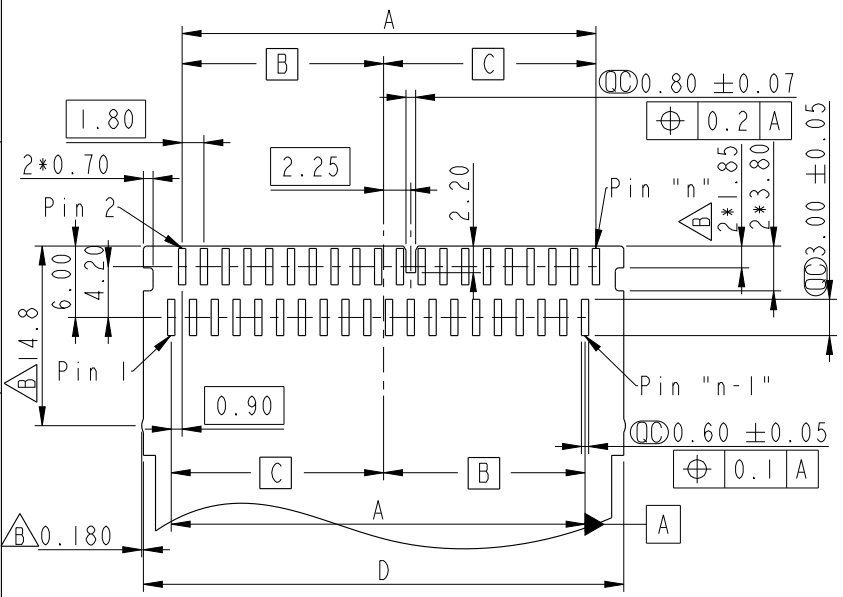 A
B
C
QC 0.80 ±0.07
⌖ 0.2 A
1.80
2.25
2*0.70
2.20
Pin 2
Pin "n"
B
2*1.85
2*3.80
QC 3.00 ±0.05
6.00
4.20
B
14.8
Pin 1
Pin "n-1"
0.90
QC 0.60 ±0.05
⌖ 0.1 A
C
B
A
A
B 0.180
D